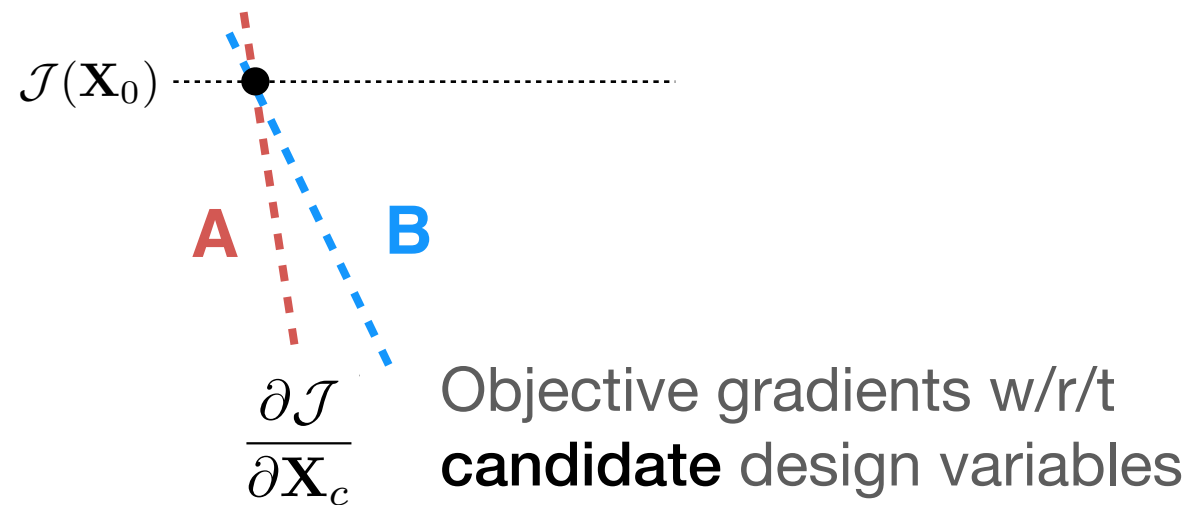 𝒥(𝐗₀)
A B
∂𝒥
∂𝐗_c
Objective gradients w/r/t
candidate design variables